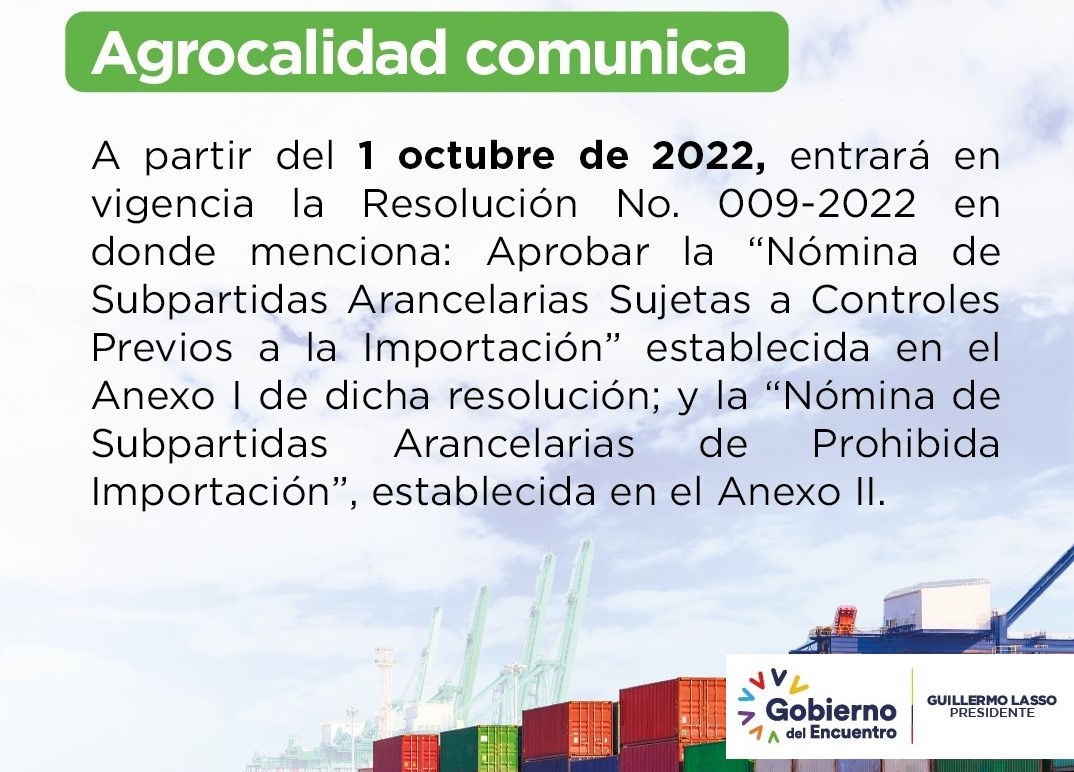 Agrocalidad comunica
A partir del 1 octubre de 2022, entrará en
vigencia la Resolución No. 009-2022 en
donde menciona: Aprobar la “Nómina de
Subpartidas Arancelarias Sujetas a Controles
Previos a la Importación” establecida en el
Anexo I de dicha resolución; y la “Nómina de
Subpartidas Arancelarias de Prohibida
Importación”, establecida en el Anexo II.
Gobierno
del Encuentro
GUILLERMO LASSO
PRESIDENTE